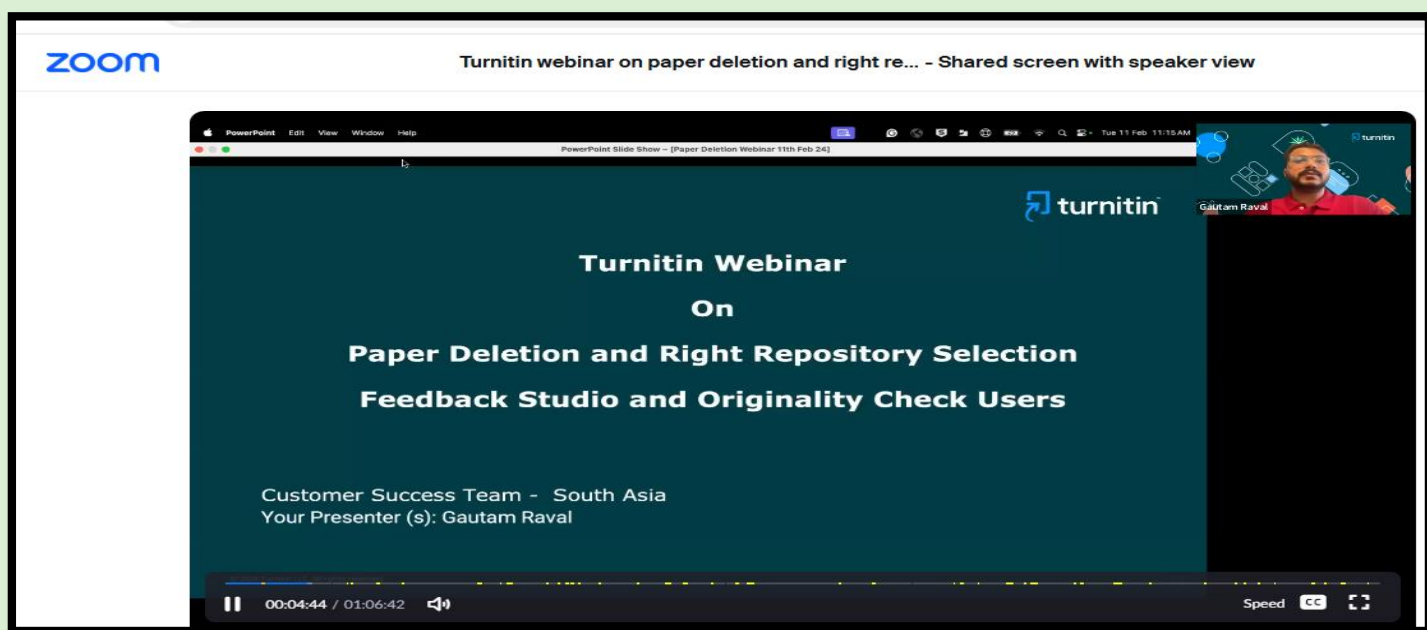 zoom
Turnitin webinar on paper deletion and right re... - Shared screen with speaker view
PowerPoint Edit View Window Help
Tue 11 Feb 11:15 AM
PowerPoint Slide Show - [Paper Deletion Webinar 11th Feb 24]
turnitin
turnitin
Gautam Raval
Turnitin Webinar
On
Paper Deletion and Right Repository Selection
Feedback Studio and Originality Check Users
Customer Success Team - South Asia
Your Presenter (s): Gautam Raval
00:04:44 / 01:06:42
Speed CC